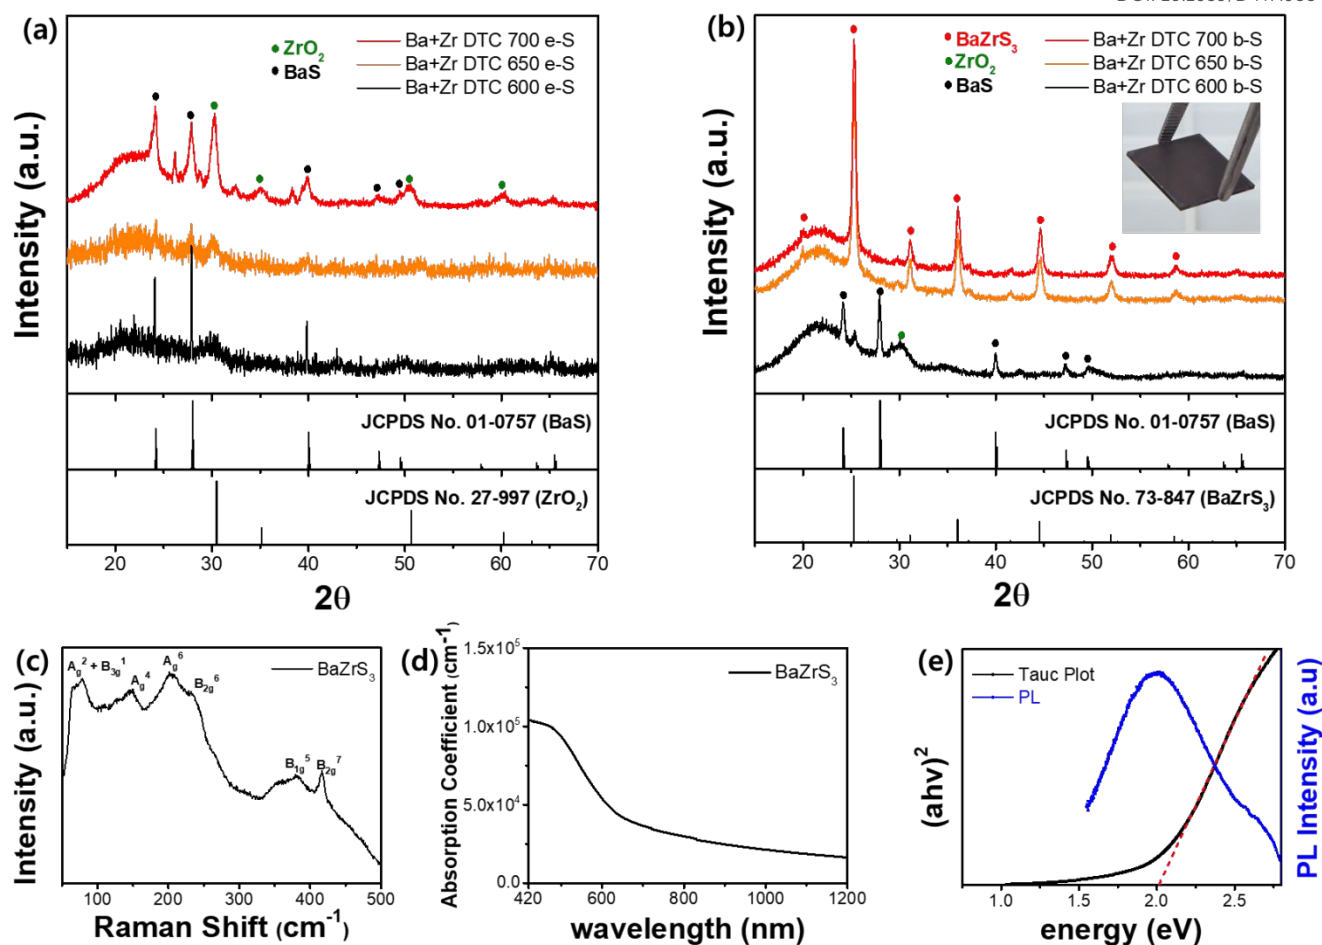 (a)
ZrO2
BaS
Ba+Zr DTC 700 e-S
Ba+Zr DTC 650 e-S
Ba+Zr DTC 600 e-S
Intensity (a.u.)
JCPDS No. 01-0757 (BaS)
JCPDS No. 27-997 (ZrO2)
20 30 40 50 60 70
2θ
(b)
BaZrS3
ZrO2
BaS
Ba+Zr DTC 700 b-S
Ba+Zr DTC 650 b-S
Ba+Zr DTC 600 b-S
Intensity (a.u.)
JCPDS No. 01-0757 (BaS)
JCPDS No. 73-847 (BaZrS3)
20 30 40 50 60 70
2θ
(c)
Ag2 + B3g1
Ag4
Ag6
B2g6
B1g5
B2g7
BaZrS3
Intensity (a.u.)
100 200 300 400 500
Raman Shift (cm-1)
(d)
Absorption Coefficient (cm-1)
1.5x10^5
1.0x10^5
5.0x10^4
0.0
BaZrS3
420 600 800 1000 1200
wavelength (nm)
(e)
Tauc Plot
PL
(ahv)2
PL Intensity (a.u)
1.0 1.5 2.0 2.5
energy (eV)